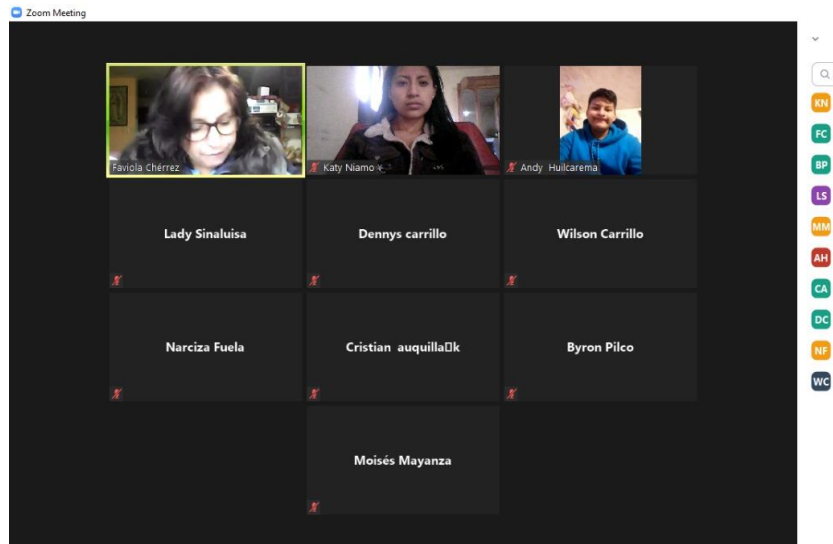 Zoom Meeting
KN
FC
BP
LS
MM
AH
CA
DC
NF
WC
Faviola Chérrez
Katy Niamo
Andy Huilcarema
Lady Sinaluisa
Dennys carrillo
Wilson Carrillo
Narciza Fuela
Cristian auquilla▯k
Byron Pilco
Moisés Mayanza